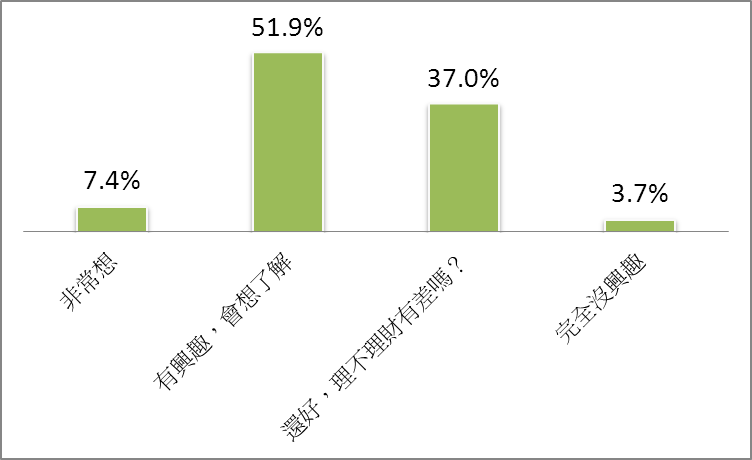 7.4%
51.9%
37.0%
3.7%
非常想
有興趣，會想了解
還好，理不理財有差嗎？
完全沒興趣